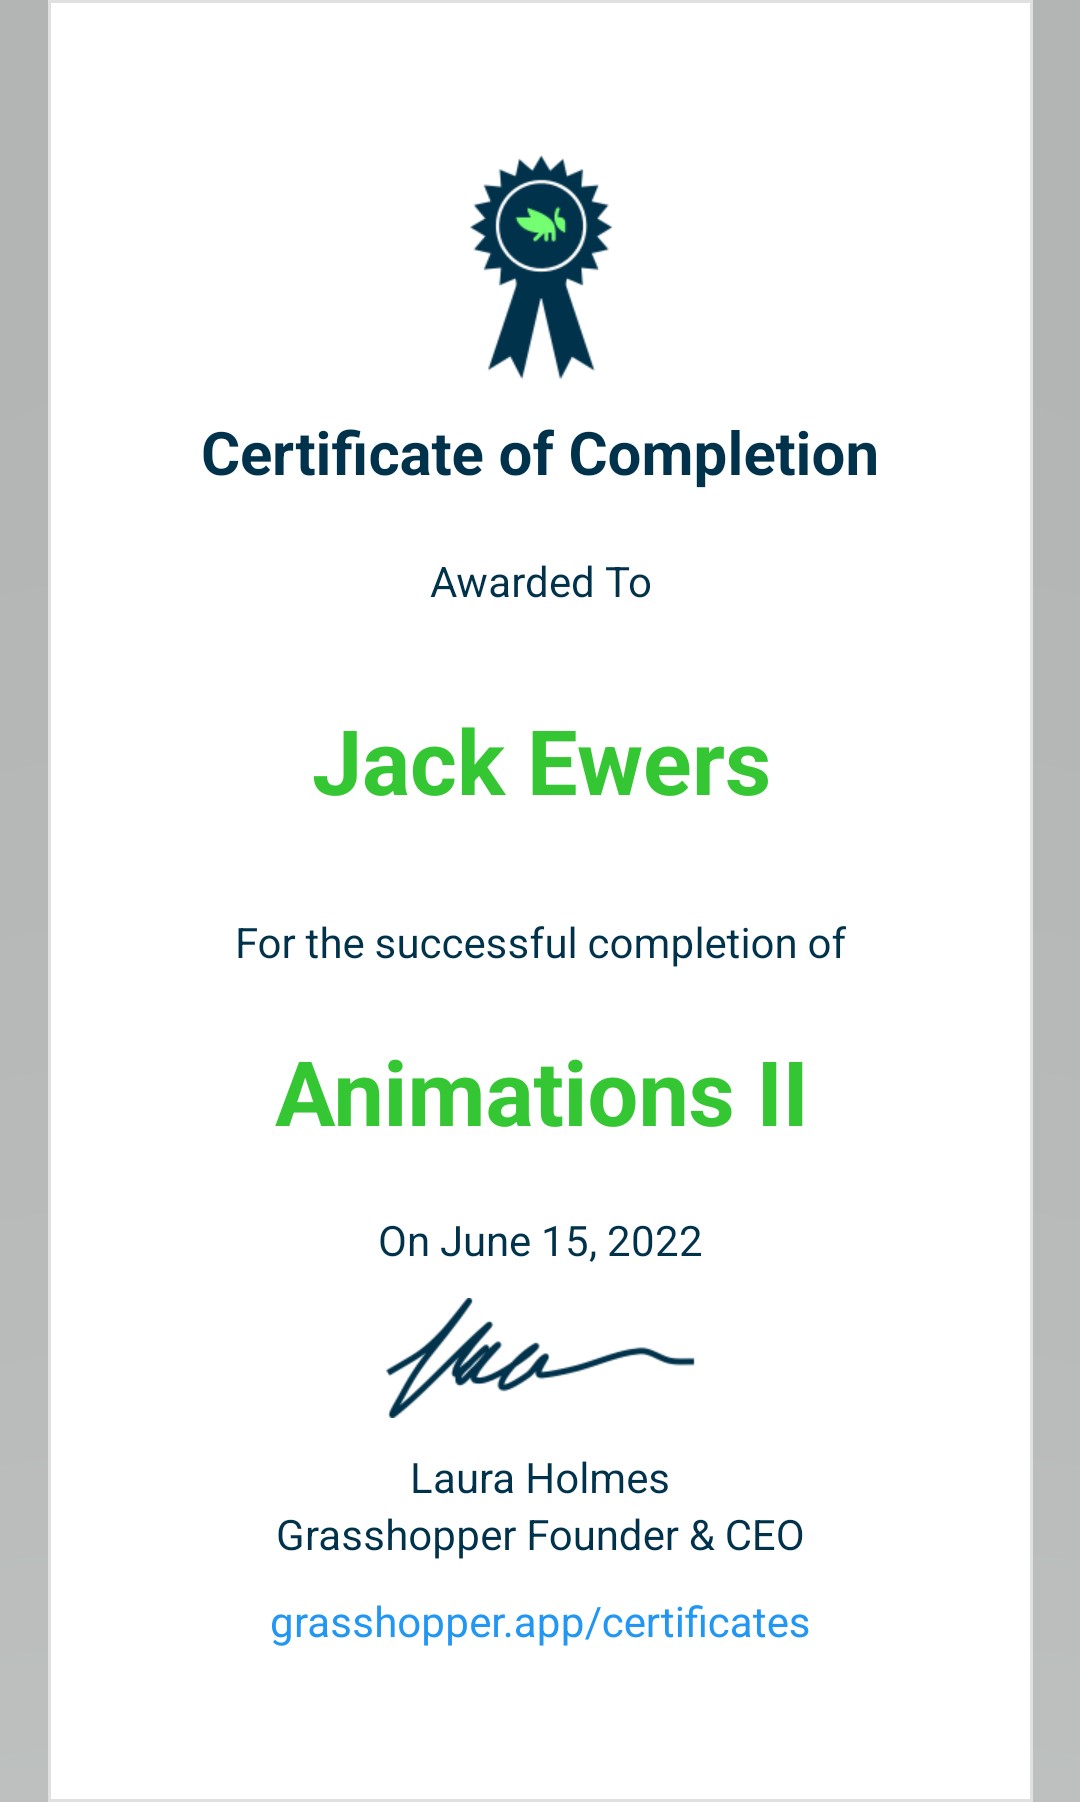 Certificate of Completion
Awarded To
Jack Ewers
For the successful completion of
Animations II
On June 15, 2022
Laura Holmes
Grasshopper Founder & CEO
grasshopper.app/certificates